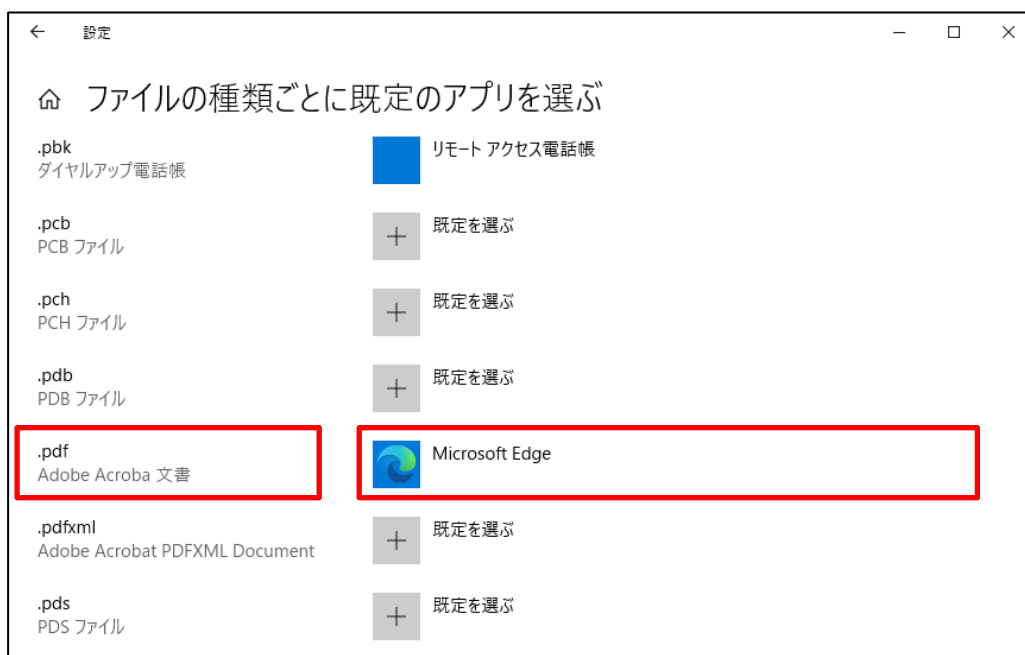 設定
ファイルの種類ごとに既定のアプリを選ぶ
.pbk
ダイヤルアップ電話帳
リモート アクセス電話帳
.pcb
PCB ファイル
既定を選ぶ
.pch
PCH ファイル
既定を選ぶ
.pdb
PDB ファイル
既定を選ぶ
.pdf
Adobe Acroba 文書
Microsoft Edge
.pdfxml
Adobe Acrobat PDFXML Document
既定を選ぶ
.pds
PDS ファイル
既定を選ぶ